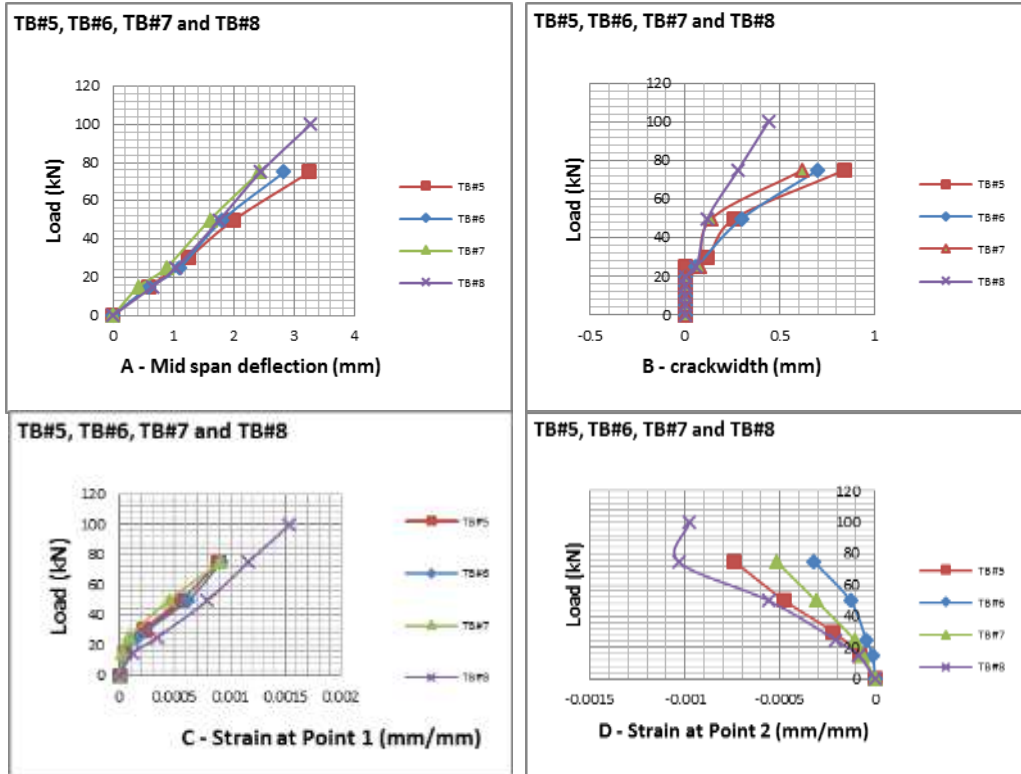 TB#5, TB#6, TB#7 and TB#8
120
100
80
60
40
20
0
Load (kN)
0 1 2 3 4
A - Mid span deflection (mm)
TB#5
TB#6
TB#7
TB#8
TB#5, TB#6, TB#7 and TB#8
120
100
80
60
40
20
0
Load (kN)
-0.5 0 0.5 1
B - crackwidth (mm)
TB#5
TB#6
TB#7
TB#8
TB#5, TB#6, TB#7 and TB#8
120
100
80
60
40
20
0
Load (kN)
0 0.0005 0.001 0.0015 0.002
C - Strain at Point 1 (mm/mm)
TB#5
TB#6
TB#7
TB#8
TB#5, TB#6, TB#7 and TB#8
120
100
80
60
40
20
0
Load (kN)
-0.0015 -0.001 -0.0005 0
D - Strain at Point 2 (mm/mm)
TB#5
TB#6
TB#7
TB#8